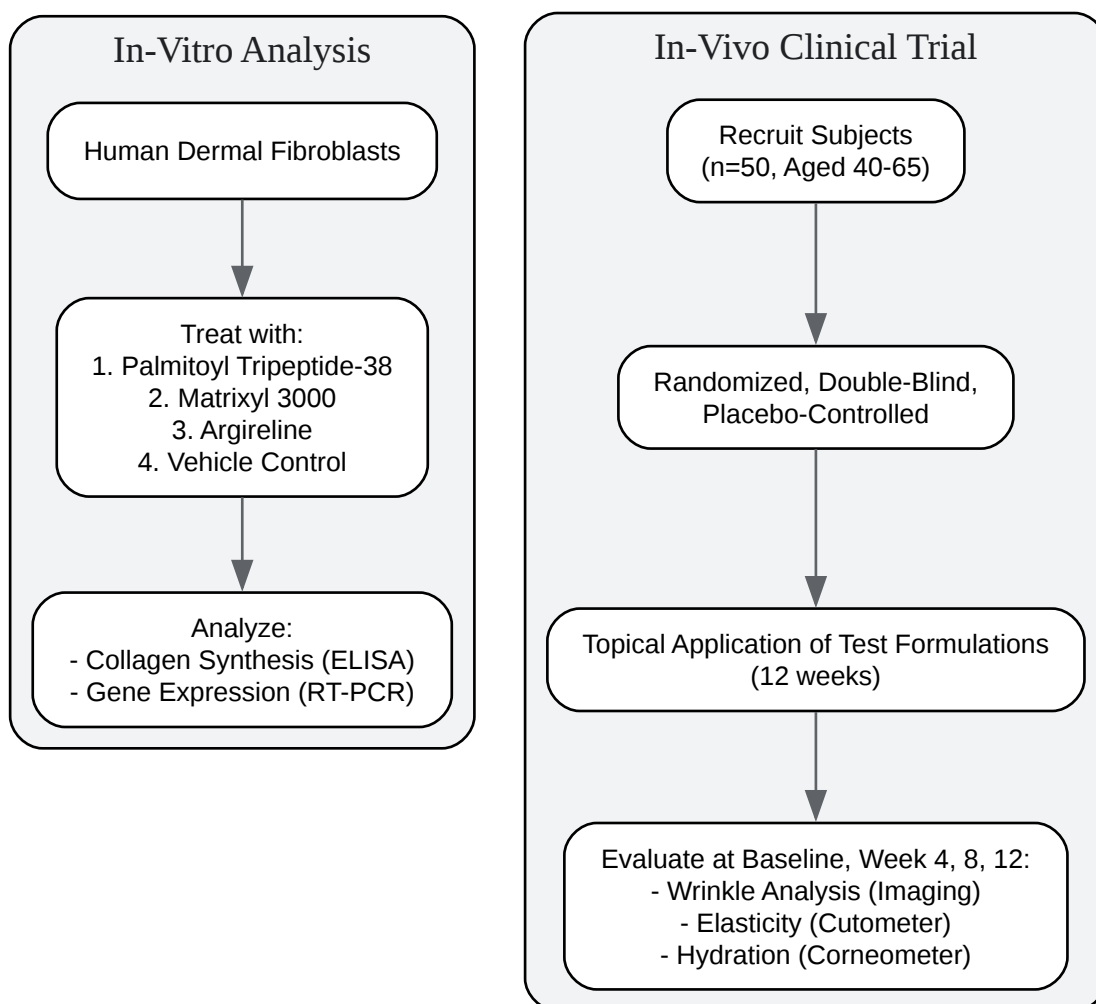 In-Vitro Analysis
Human Dermal Fibroblasts
Treat with:
1. Palmitoyl Tripeptide-38
2. Matrixyl 3000
3. Argireline
4. Vehicle Control
Analyze:
- Collagen Synthesis (ELISA)
- Gene Expression (RT-PCR)
In-Vivo Clinical Trial
Recruit Subjects
(n=50, Aged 40-65)
Randomized, Double-Blind,
Placebo-Controlled
Topical Application of Test Formulations
(12 weeks)
Evaluate at Baseline, Week 4, 8, 12:
- Wrinkle Analysis (Imaging)
- Elasticity (Cutometer)
- Hydration (Corneometer)